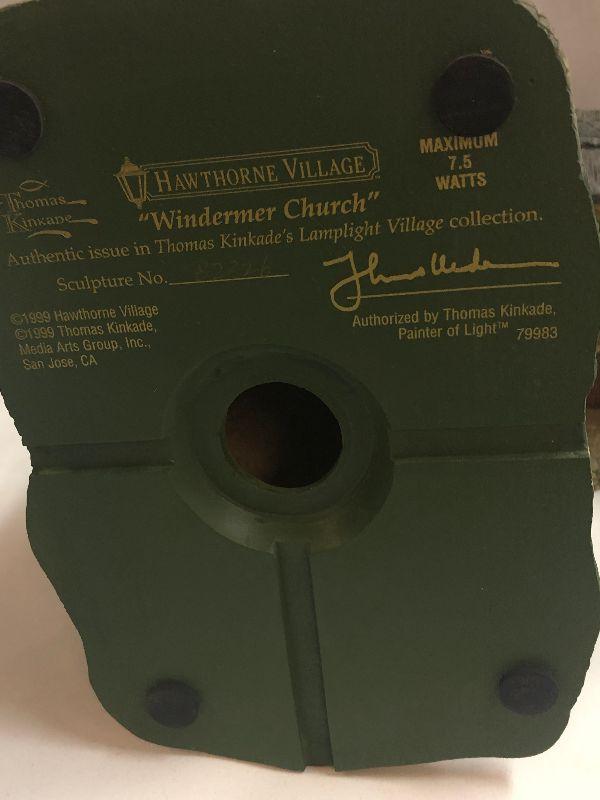 HAWTHORNE VILLAGE
MAXIMUM
7.5
WATTS
Thomas
Kinkade
"Windermer Church"
Authentic issue in Thomas Kinkade's Lamplight Village collection.
Sculpture No.
©1999 Hawthorne Village
©1999 Thomas Kinkade,
Media Arts Group, Inc.,
San Jose, CA
Authorized by Thomas Kinkade,
Painter of Light™ 79983